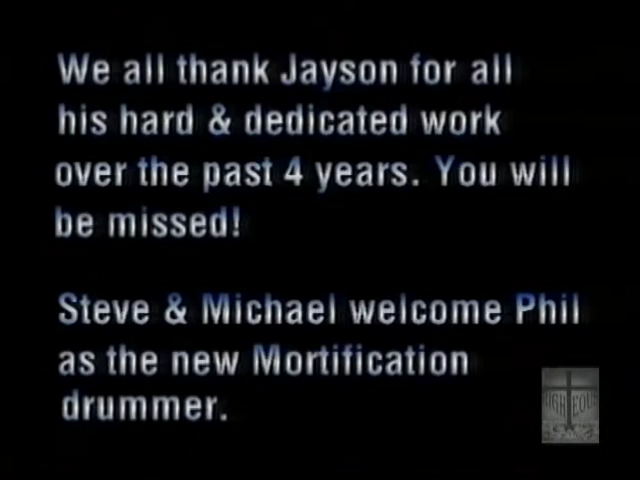 We all thank Jayson for all
his hard & dedicated work
over the past 4 years. You will
be missed!
Steve & Michael welcome Phil
as the new Mortification
drummer.
RIGHTEOUS